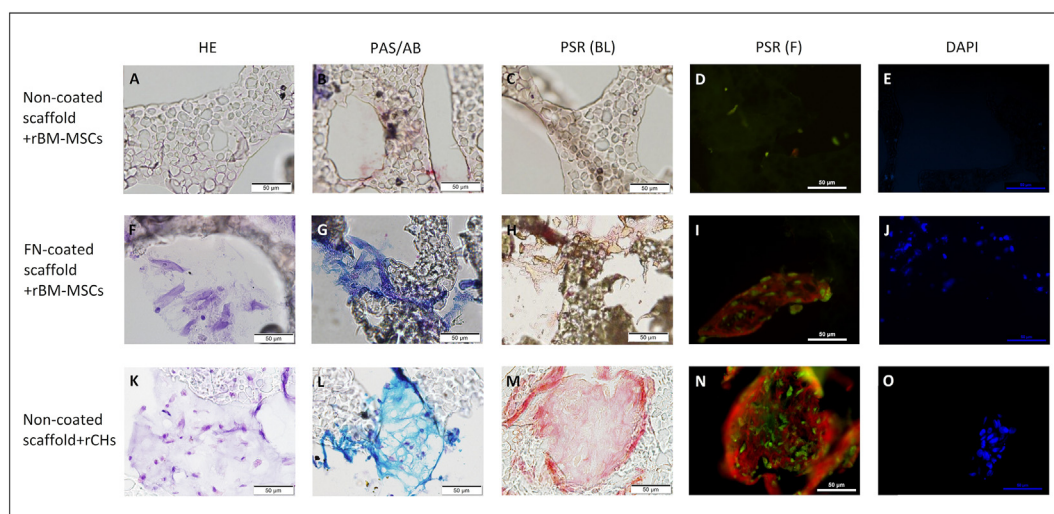 HE PAS/AB PSR (BL) PSR (F) DAPI
Non-coated
scaffold
+rBM-MSCs
A B C D E
50 µm 50 µm 50 µm 50 µm
FN-coated
scaffold
+rBM-MSCs
F G H I J
50 µm 50 µm 50 µm 50 µm
Non-coated
scaffold+rCHs
K L M N O
50 µm 50 µm 50 µm 50 µm